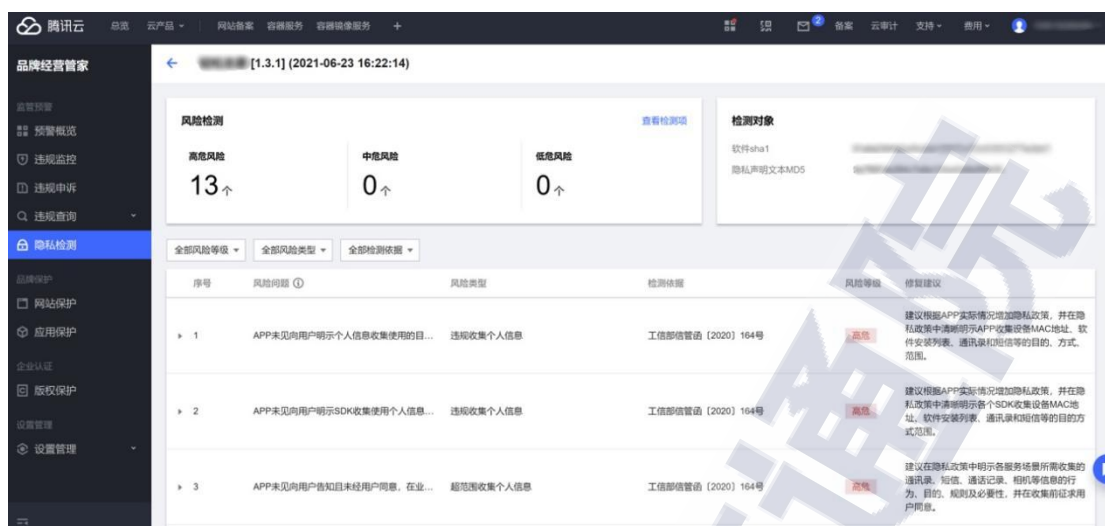 腾讯云 总览 云产品 网站备案 容器服务 容器镜像服务 + 2 备案 云审计 支持 费用
品牌经营管家
[1.3.1] (2021-06-23 16:22:14)
监管预警
预警概览
违规监控
违规申诉
违规查询
隐私检测
品牌保护
网站保护
应用保护
企业认证
版权保护
设置管理
设置管理
风险检测 查看检测项
高危风险 中危风险 低危风险
13个 0个 0个
检测对象
软件sha1
隐私声明文本MD5
全部风险等级 全部风险类型 全部检测依据
序号 风险问题 风险类型 检测依据 风险等级 修复建议
1 APP未见向用户明示个人信息收集使用的目... 违规收集个人信息 工信部信管函〔2020〕164号 高危
建议根据APP实际情况增加隐私政策，并在隐
私政策中清晰明示APP收集设备MAC地址、软
件安装列表、通讯录和短信等的目的、方式、
范围。
2 APP未见向用户明示SDK收集使用个人信息... 违规收集个人信息 工信部信管函〔2020〕164号 高危
建议根据APP实际情况增加隐私政策，并在隐
私政策中清晰明示各个SDK收集设备MAC地
址、软件安装列表、通讯录和短信等的目的方
式范围。
3 APP未见向用户告知且未经用户同意，在业... 超范围收集个人信息 工信部信管函〔2020〕164号 高危
建议在隐私政策中明示各服务场景所需收集的
通讯录、短信、通话记录、相机等信息的行
为、目的、规则及必要性，并在收集前征求用
户同意。
通院